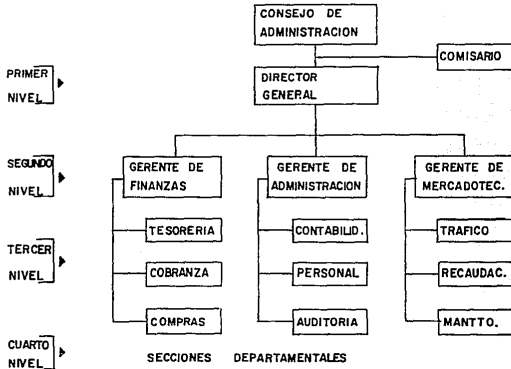 CONSEJO DE
ADMINISTRACION
COMISARIO
PRIMER
NIVEL
DIRECTOR
GENERAL
SEGUNDO
NIVEL
GERENTE DE
FINANZAS
GERENTE DE
ADMINISTRACION
GERENTE DE
MERCADOTEC.
TERCER
NIVEL
TESORERIA
CONTABILID.
TRAFICO
COBRANZA
PERSONAL
RECAUDAC.
COMPRAS
AUDITORIA
MANTTO.
CUARTO
NIVEL
SECCIONES DEPARTAMENTALES